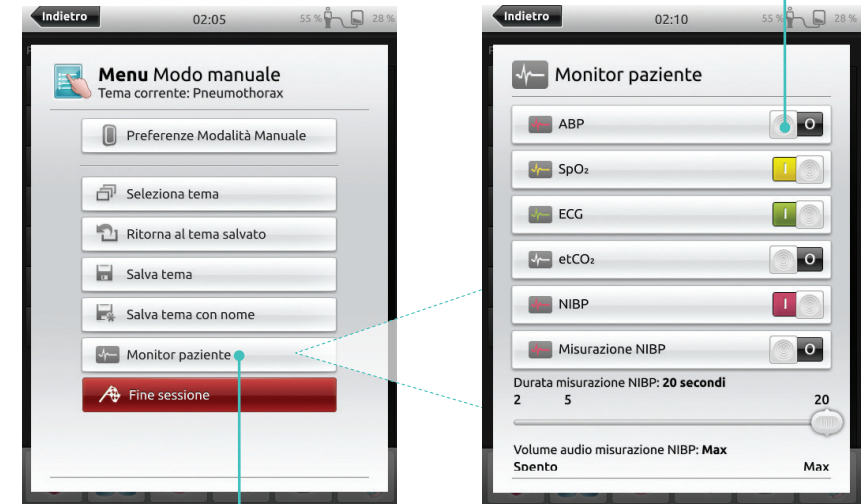 Indietro
02:05
55 %
28 %
Menu Modo manuale
Tema corrente: Pneumothorax
Preferenze Modalità Manuale
Seleziona tema
Ritorna al tema salvato
Salva tema
Salva tema con nome
Monitor paziente
Fine sessione
Indietro
02:10
55 %
28 %
Monitor paziente
ABP O
SpO₂ I
ECG I
etCO₂ O
NIBP I
Misurazione NIBP O
Durata misurazione NIBP: 20 secondi
2 5 20
Volume audio misurazione NIBP: Max
Spento Max